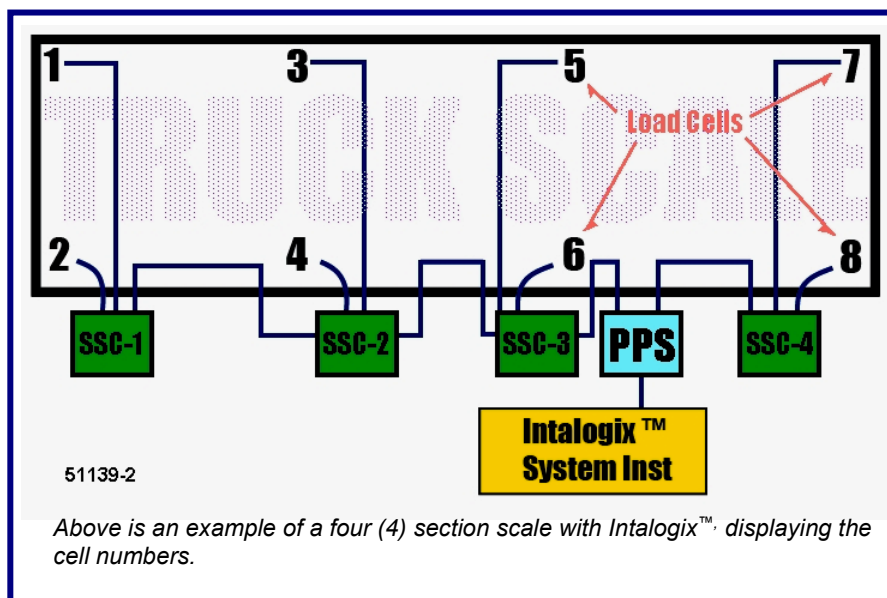 1 3 5 7
TRUCK SCALE
Load Cells
2 4 6 8
SSC-1 SSC-2 SSC-3 PPS SSC-4
Intalogix ™
System Inst
51139-2
Above is an example of a four (4) section scale with Intalogix™, displaying the
cell numbers.